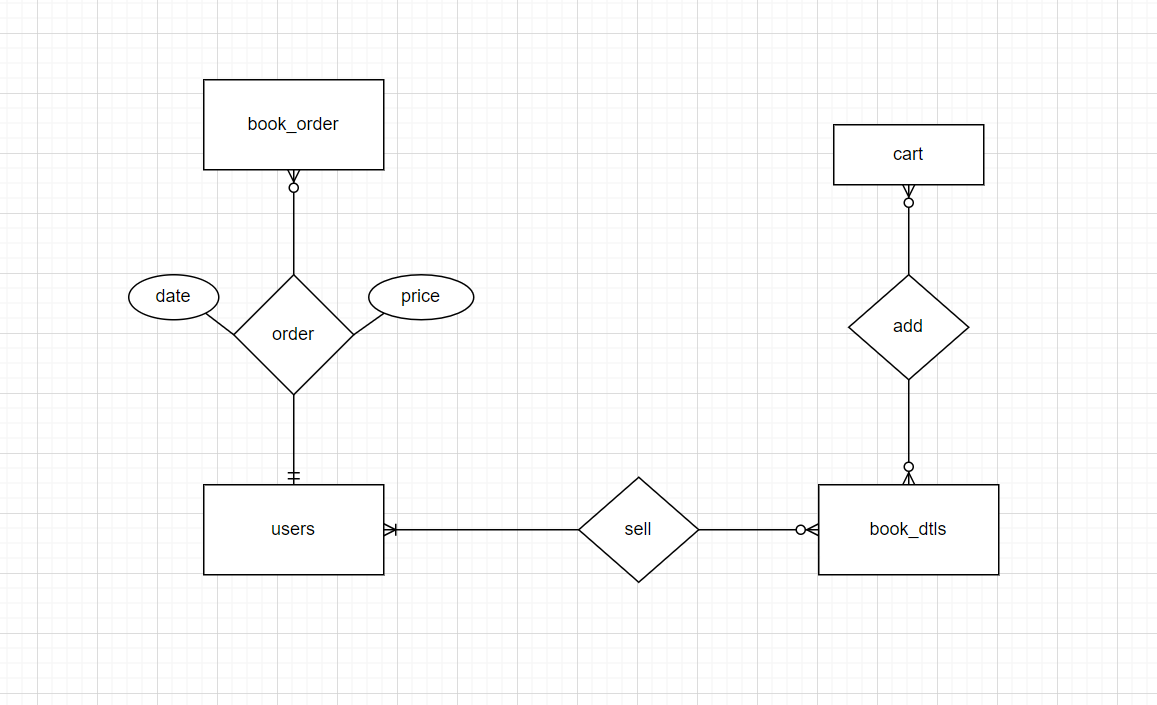 book_order
cart
date
price
order
add
users
sell
book_dtls